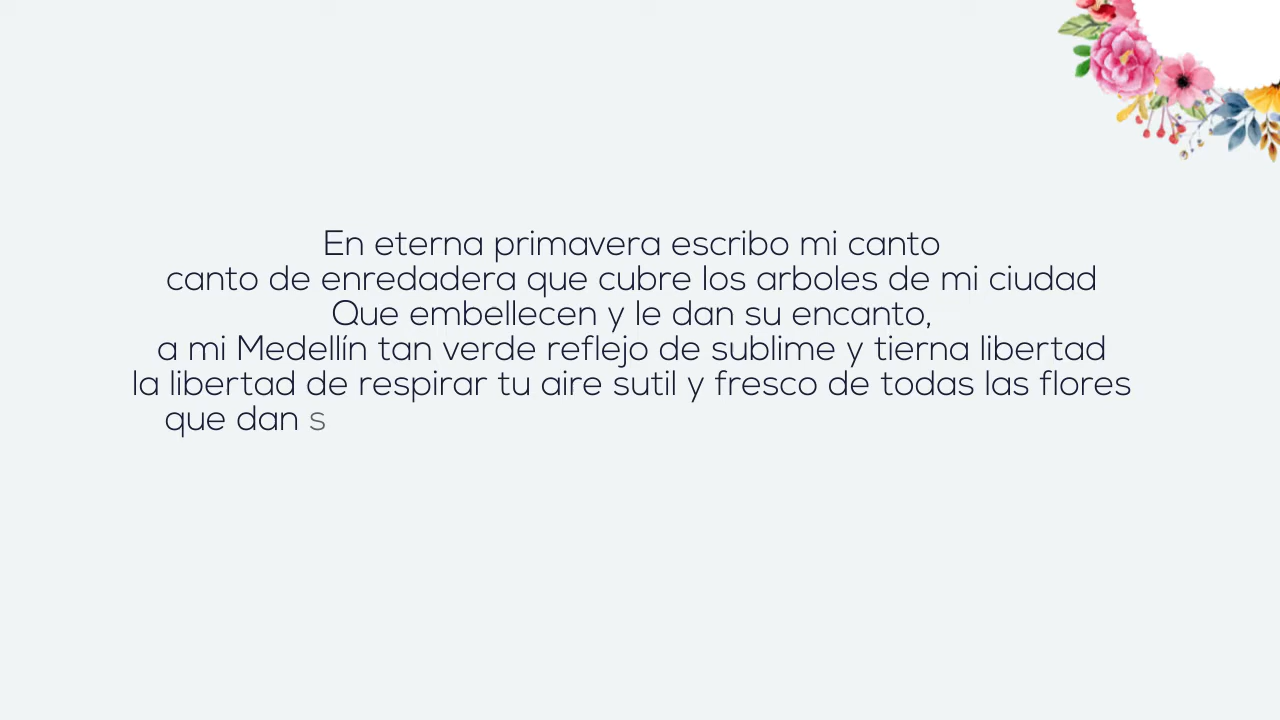 En eterna primavera escribo mi canto
canto de enredadera que cubre los arboles de mi ciudad
Que embellecen y le dan su encanto,
a mi Medellín tan verde reflejo de sublime y tierna libertad
la libertad de respirar tu aire sutil y fresco de todas las flores
que dan s